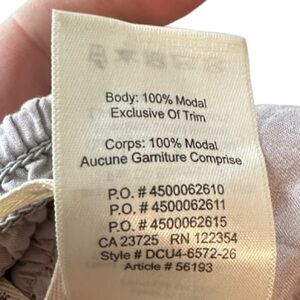 Body: 100% Modal
Exclusive Of Trim
Corps: 100% Modal
Aucune Garniture Comprise
P.O. # 4500062610
P.O. # 4500062611
P.O. # 4500062615
CA 23725 RN 122354
Style # DCU4-6572-26
Article # 56193